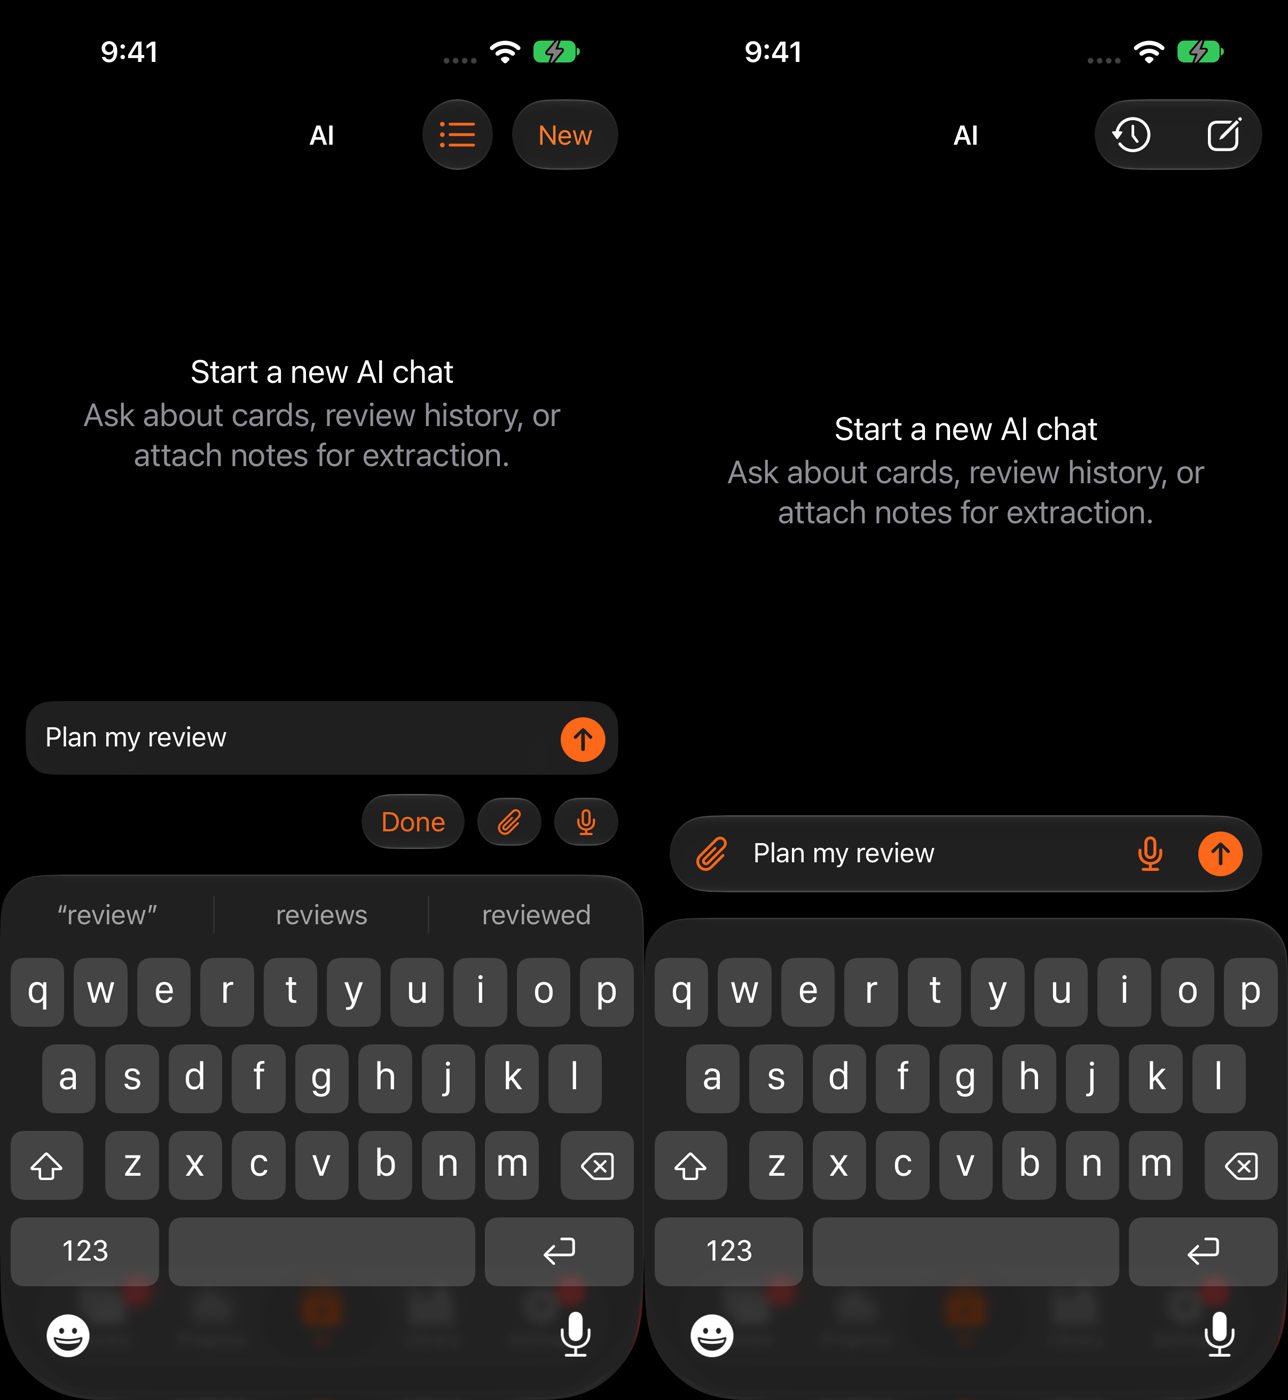 9:41
AI
New
Start a new AI chat
Ask about cards, review history, or
attach notes for extraction.
Plan my review
Done
“review” reviews reviewed
q w e r t y u i o p
a s d f g h j k l
z x c v b n m
123
9:41
AI
Start a new AI chat
Ask about cards, review history, or
attach notes for extraction.
Plan my review
q w e r t y u i o p
a s d f g h j k l
z x c v b n m
123